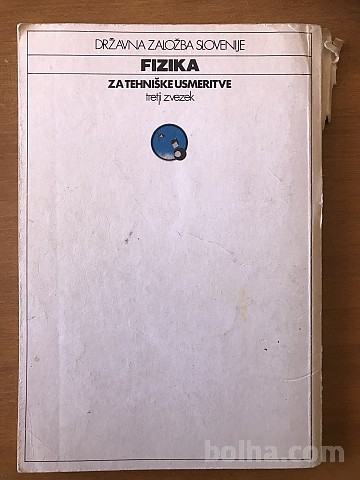 DRŽAVNA ZALOŽBA SLOVENIJE
FIZIKA
ZA TEHNIŠKE USMERITVE
tretji zvezek
bolha.com